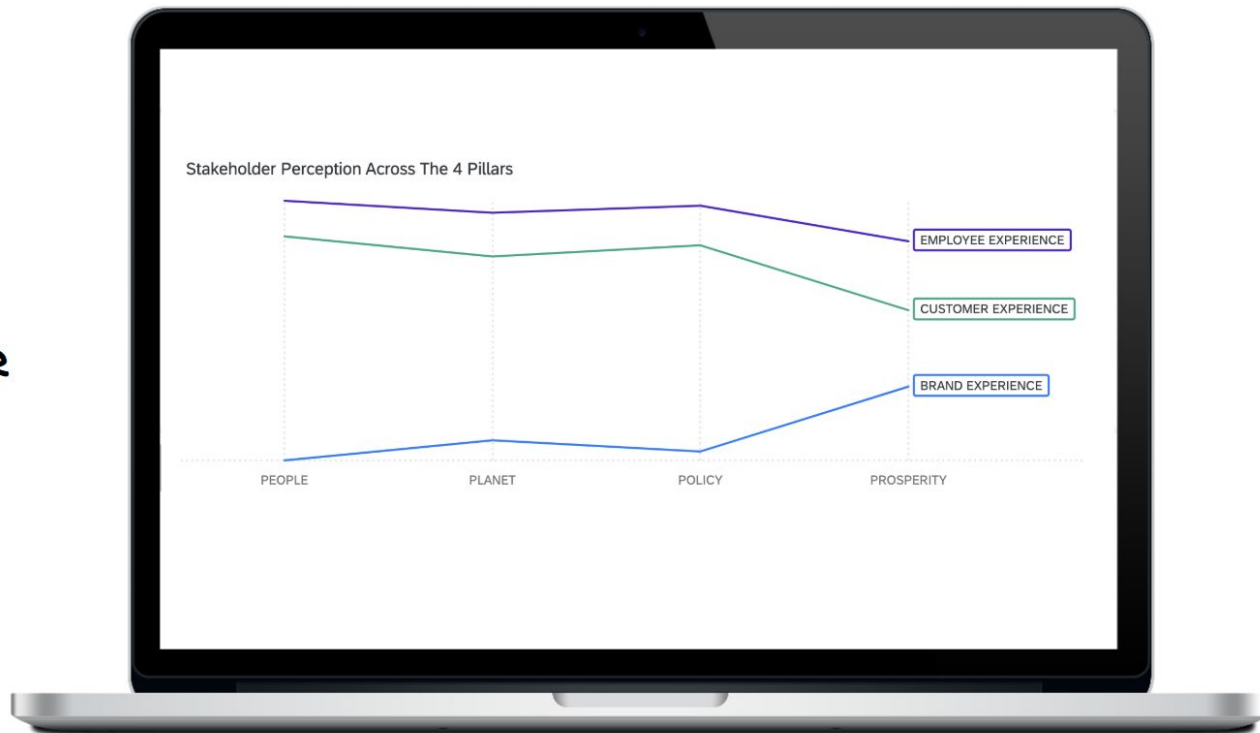 Stakeholder Perception Across The 4 Pillars
EMPLOYEE EXPERIENCE
CUSTOMER EXPERIENCE
BRAND EXPERIENCE
PEOPLE PLANET POLICY PROSPERITY